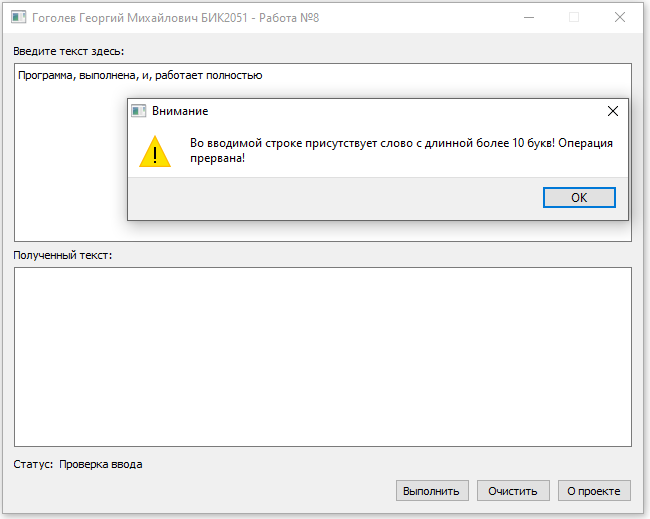 Гоголев Георгий Михайлович БИК2051 - Работа №8
Введите текст здесь:
Программа, выполнена, и, работает полностью
Внимание
Во вводимой строке присутствует слово с длинной более 10 букв! Операция
прервана!
OK
Полученный текст:
Статус: Проверка ввода
Выполнить Очистить О проекте